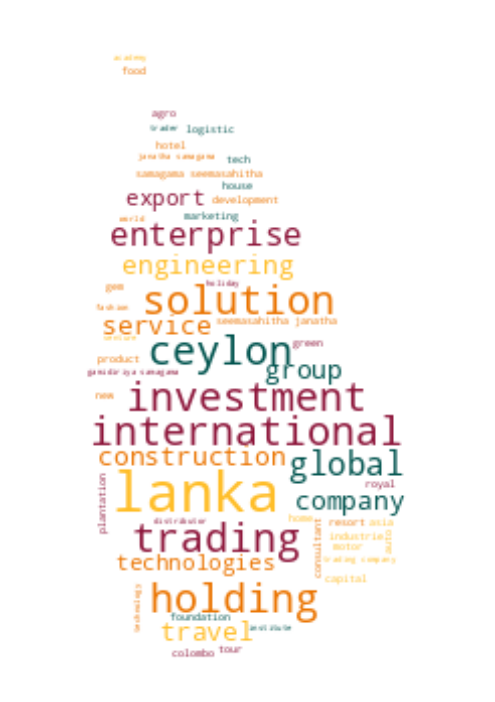 academy
food
agro
trader logistic
hotel
janatha samagama tech
samagama seemasahitha
house
export development
world marketing
enterprise
engineering
gem holiday
solution
fashion
service seemasahitha janatha
ceylon green
product group
gamidiriya samagama
new investment
international
construction global
lanka royal
plantation company
distributor home resort asia
trading consultant industries auto
motor
technologies trading company
capital
technology holding
foundation
travel institute
colombo tour